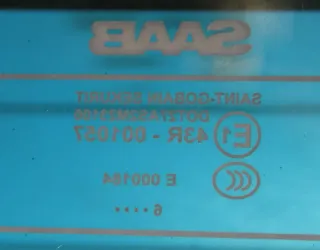 SAAB
SAINT-GOBAIN SEKURIT
43R - 001057
E1
E 000184
6 ....